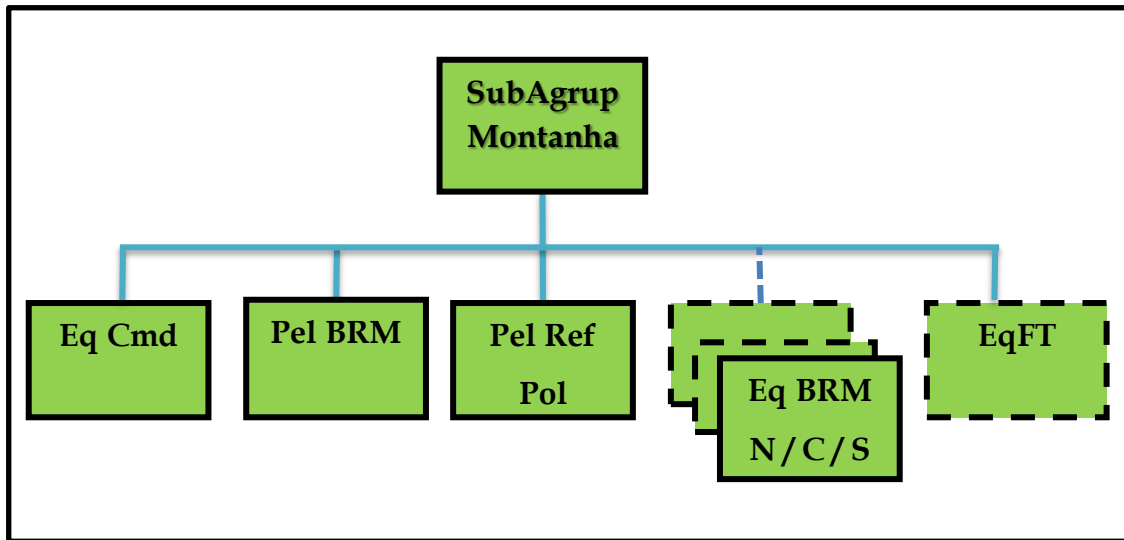 SubAgrup
Montanha
Eq Cmd
Pel BRM
Pel Ref
Pol
Eq BRM
N/C/S
EqFT